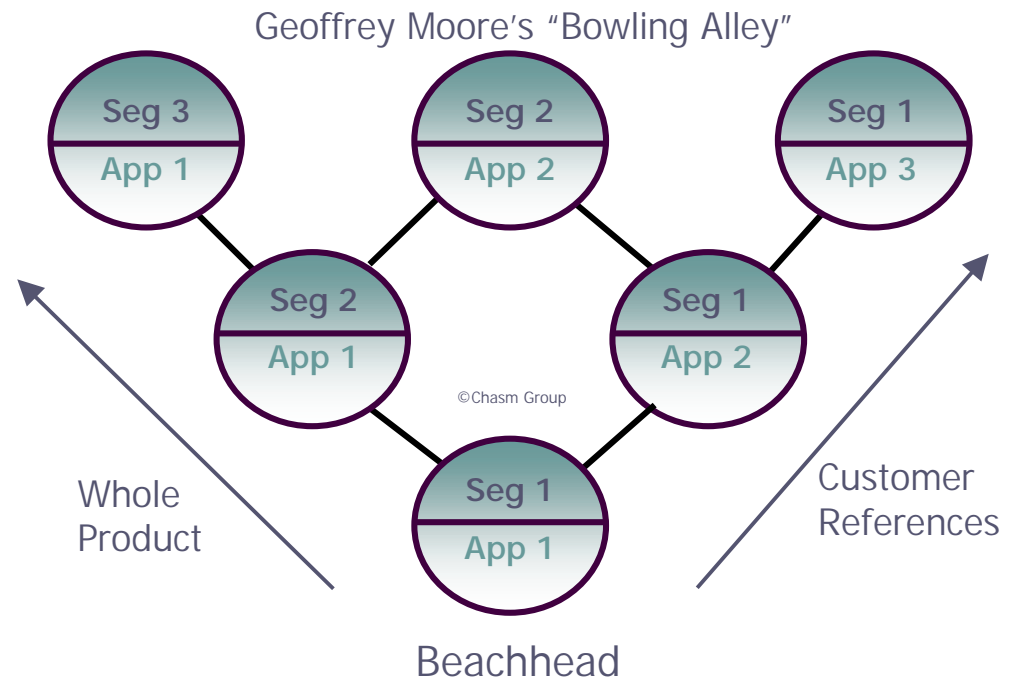 Geoffrey Moore's “Bowling Alley”
Seg 3
App 1
Seg 2
App 2
Seg 1
App 3
Seg 2
App 1
Seg 1
App 2
©Chasm Group
Seg 1
App 1
Whole
Product
Customer
References
Beachhead